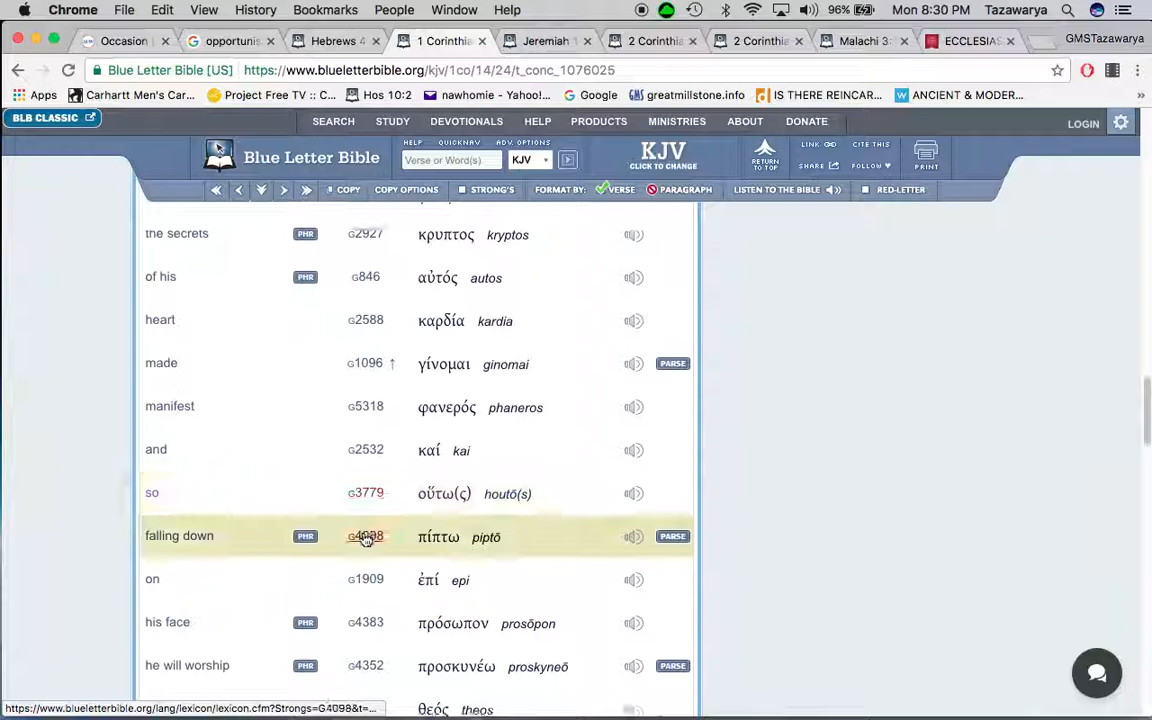 Chrome File Edit View History Bookmarks People Window Help 96% Mon 8:30 PM Tazawarya
Occasion opportunis Hebrews 4 1 Corinthia Jeremiah 1 2 Corinthia 2 Corinthia Malachi 3: ECCLESIAS GMSTazawarya
Blue Letter Bible [US] https://www.blueletterbible.org/kjv/1co/14/24/t_conc_1076025
Apps Carhartt Men's Car... Project Free TV :: C... Hos 10:2 nawhomie - Yahoo!... Google GMS greatmillstone.info IS THERE REINCAR... ANCIENT & MODER... »
BLB CLASSIC SEARCH STUDY DEVOTIONALS HELP PRODUCTS MINISTRIES ABOUT DONATE LOGIN
Blue Letter Bible
HELP QUICKNAV ADV. OPTIONS
Verse or Word(s) KJV
KJV
CLICK TO CHANGE
RETURN
TO TOP
LINK CITE THIS
SHARE FOLLOW
PRINT
COPY COPY OPTIONS STRONG'S FORMAT BY: VERSE PARAGRAPH LISTEN TO THE BIBLE RED-LETTER
the secrets PHR G2927 κρυπτος kryptos
of his PHR G846 αὐτός autos
heart G2588 καρδία kardia
made G1096 ↑ γίνομαι ginomai PARSE
manifest G5318 φανερός phaneros
and G2532 καί kai
so G3779 οὕτω(ς) houtō(s)
falling down PHR G4098 πίπτω piptō PARSE
on G1909 ἐπί epi
his face PHR G4383 πρόσωπον prosōpon
he will worship PHR G4352 προσκυνέω proskyneō PARSE
θεός theos
https://www.blueletterbible.org/lang/lexicon/lexicon.cfm?Strongs=G4098&t=...